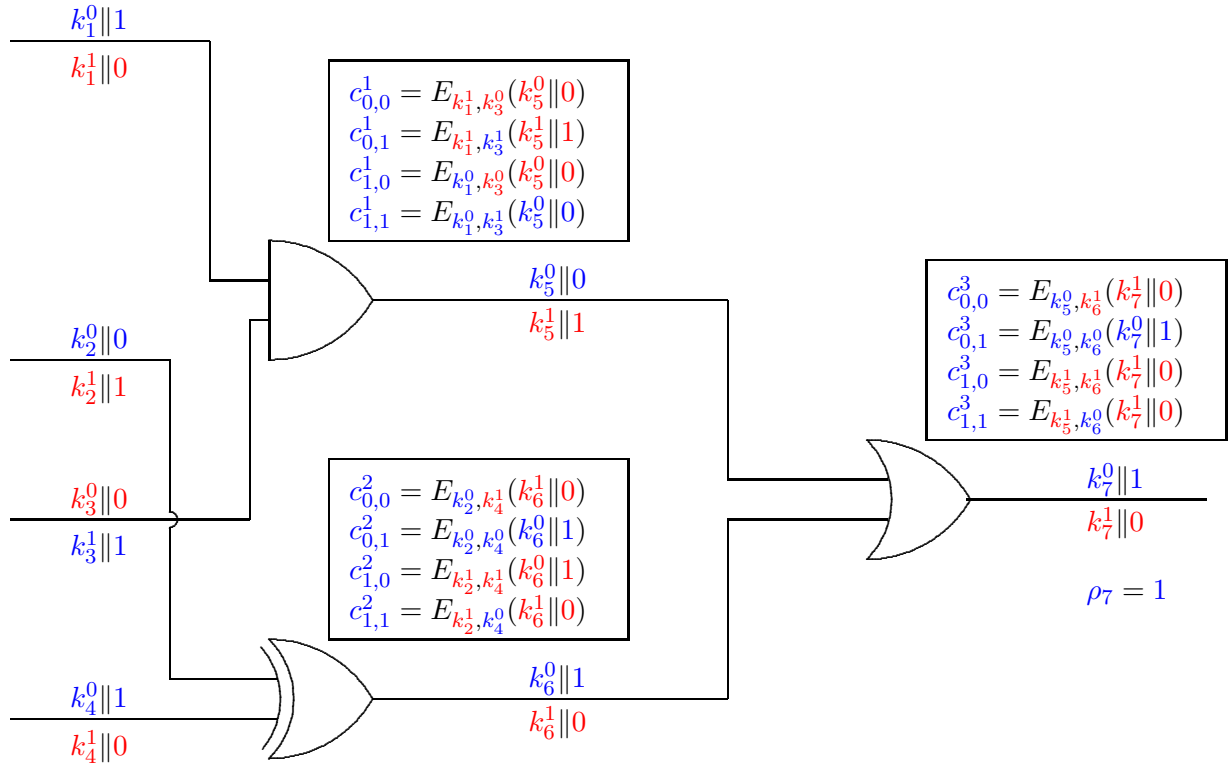 k_1^0‖1
k_1^1‖0
c_{0,0}^1 = E_{k_1^1,k_3^0}(k_5^0‖0)
c_{0,1}^1 = E_{k_1^1,k_3^1}(k_5^1‖1)
c_{1,0}^1 = E_{k_1^0,k_3^0}(k_5^0‖0)
c_{1,1}^1 = E_{k_1^0,k_3^1}(k_5^0‖0)
k_2^0‖0
k_2^1‖1
k_5^0‖0
k_5^1‖1
c_{0,0}^3 = E_{k_5^0,k_6^1}(k_7^1‖0)
c_{0,1}^3 = E_{k_5^0,k_6^0}(k_7^0‖1)
c_{1,0}^3 = E_{k_5^1,k_6^1}(k_7^1‖0)
c_{1,1}^3 = E_{k_5^1,k_6^0}(k_7^1‖0)
k_3^0‖0
k_3^1‖1
c_{0,0}^2 = E_{k_2^0,k_4^1}(k_6^1‖0)
c_{0,1}^2 = E_{k_2^0,k_4^0}(k_6^0‖1)
c_{1,0}^2 = E_{k_2^1,k_4^1}(k_6^0‖1)
c_{1,1}^2 = E_{k_2^1,k_4^0}(k_6^1‖0)
k_7^0‖1
k_7^1‖0
ρ_7 = 1
k_4^0‖1
k_4^1‖0
k_6^0‖1
k_6^1‖0